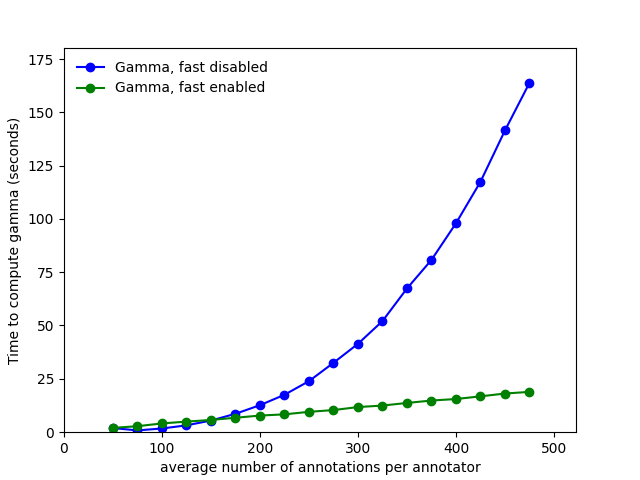 Gamma, fast disabled
Gamma, fast enabled
Time to compute gamma (seconds)
175
150
125
100
75
50
25
0
0 100 200 300 400 500
average number of annotations per annotator